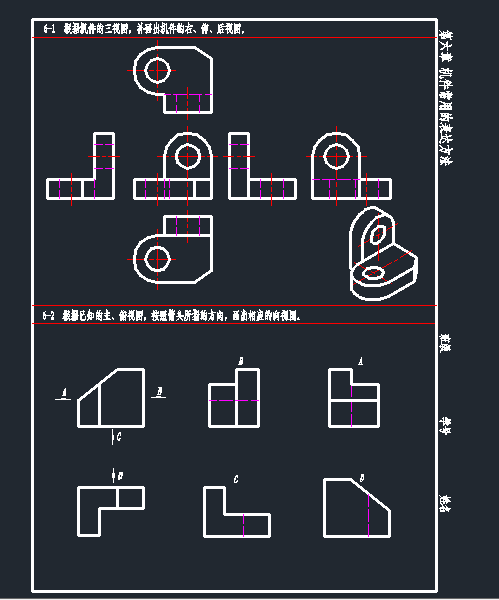 6-1 根据机件的三视图，补画出机件的右、仰、后视图。
第六章 机件常用的表达方法
6-2 根据已知的主、俯视图，按照箭头所指的方向，画出相应的向视图。
班级
A
B
C
B
A
学号
C
D
姓名